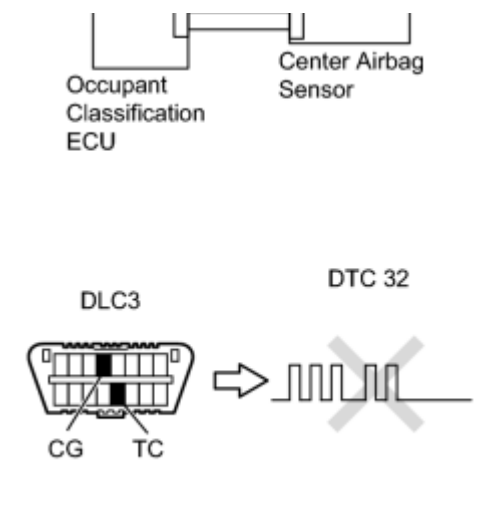 Occupant
Classification
ECU
Center Airbag
Sensor
DLC3
DTC 32
CG
TC